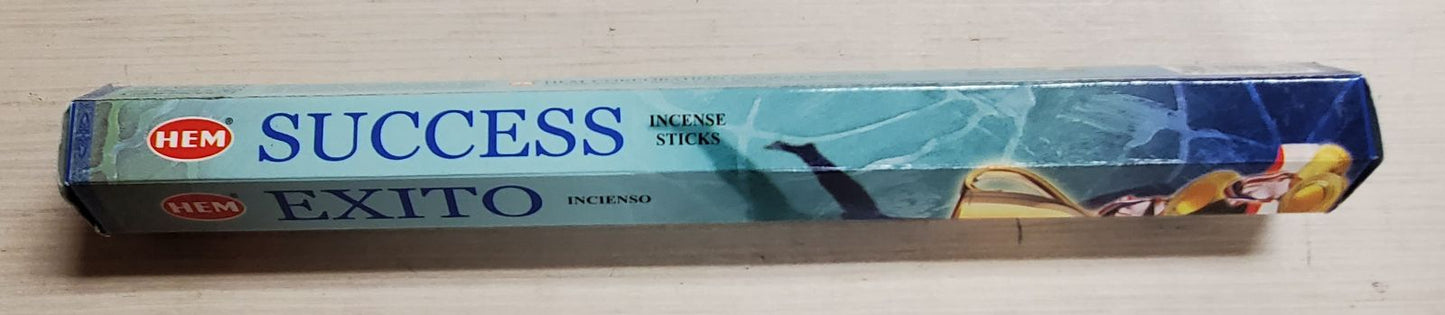 HEM
SUCCESS
INCENSE
STICKS
HEM
EXITO
INCIENSO